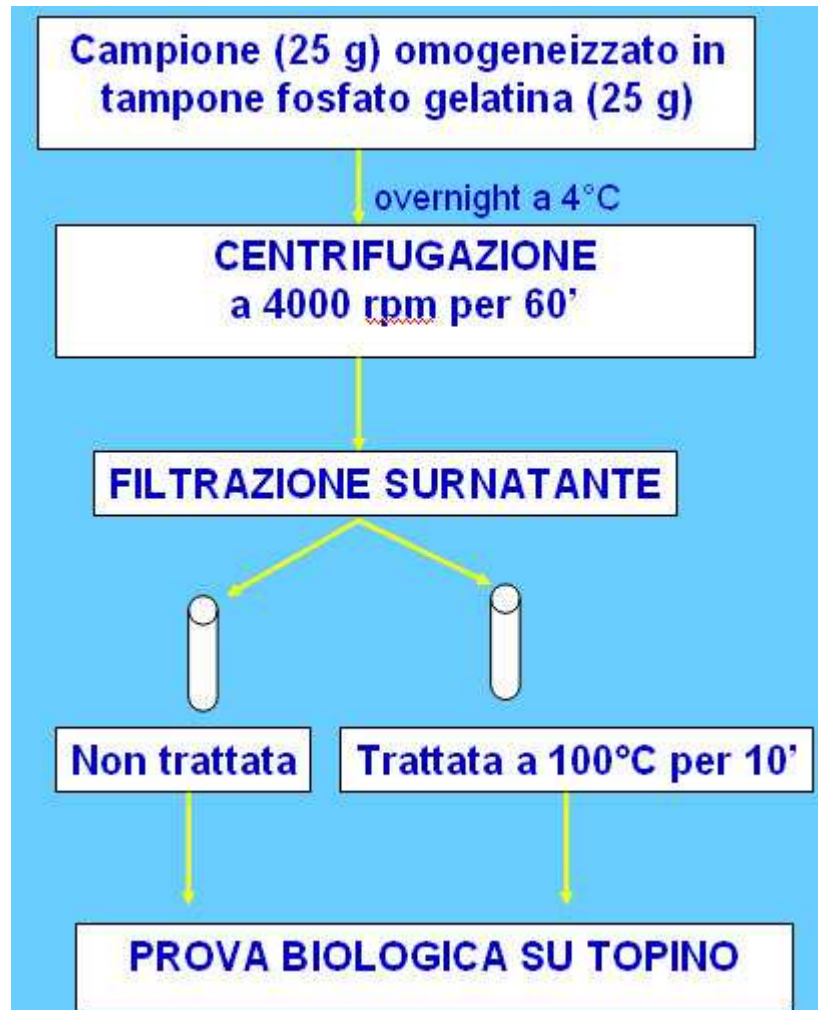 Campione (25 g) omogeneizzato in
tampone fosfato gelatina (25 g)
overnight a 4°C
CENTRIFUGAZIONE
a 4000 rpm per 60’
FILTRAZIONE SURNATANTE
Non trattata
Trattata a 100°C per 10’
PROVA BIOLOGICA SU TOPINO